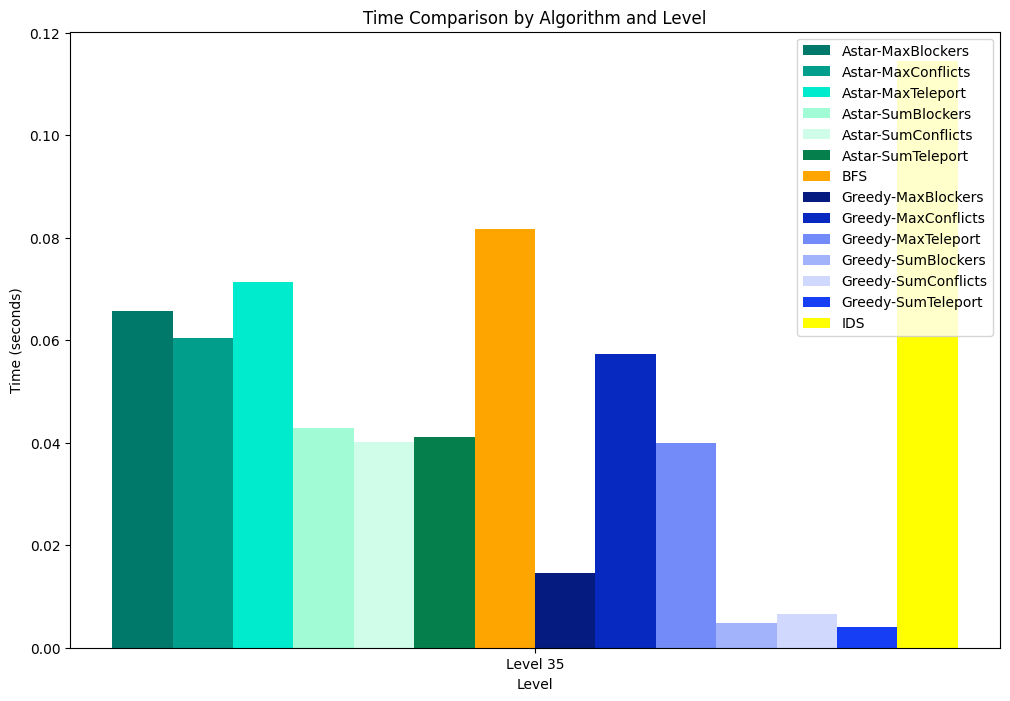 Time Comparison by Algorithm and Level
0.12
0.10
0.08
0.06
0.04
0.02
0.00
Time (seconds)
Level 35
Level
Astar-MaxBlockers
Astar-MaxConflicts
Astar-MaxTeleport
Astar-SumBlockers
Astar-SumConflicts
Astar-SumTeleport
BFS
Greedy-MaxBlockers
Greedy-MaxConflicts
Greedy-MaxTeleport
Greedy-SumBlockers
Greedy-SumConflicts
Greedy-SumTeleport
IDS